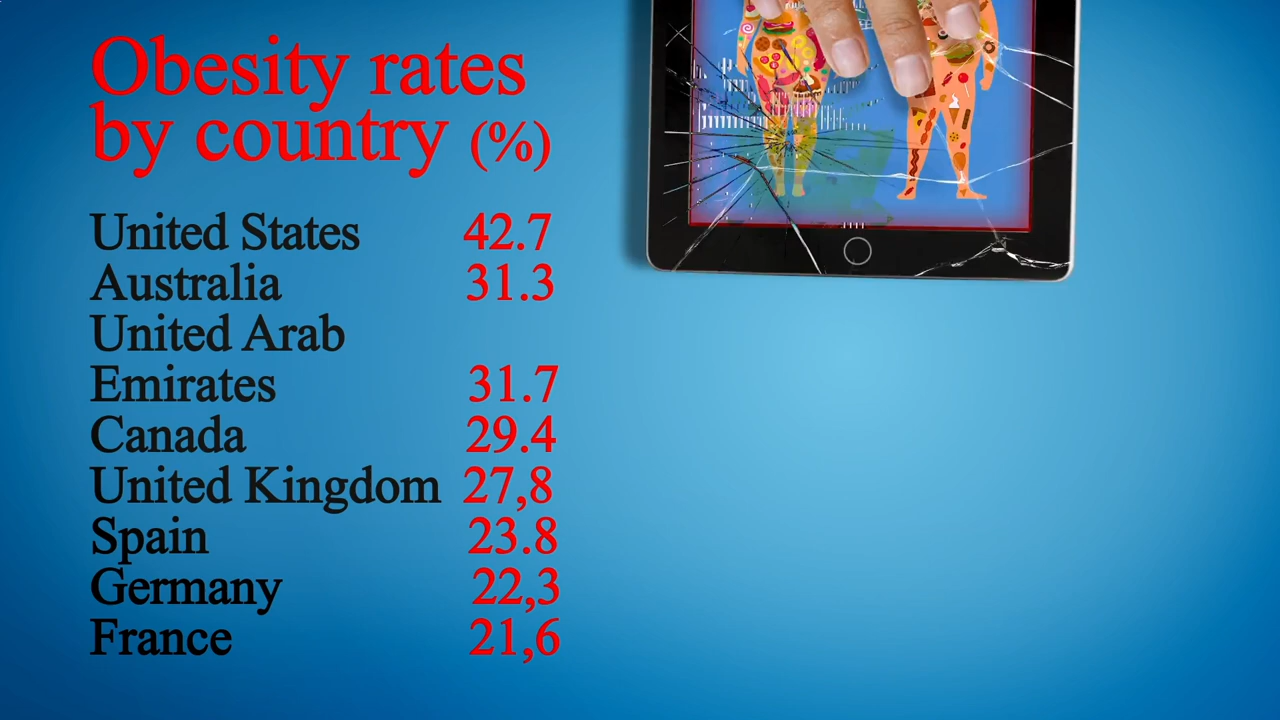 Obesity rates
by country (%)
United States 42.7
Australia 31.3
United Arab
Emirates 31.7
Canada 29.4
United Kingdom 27,8
Spain 23.8
Germany 22,3
France 21,6